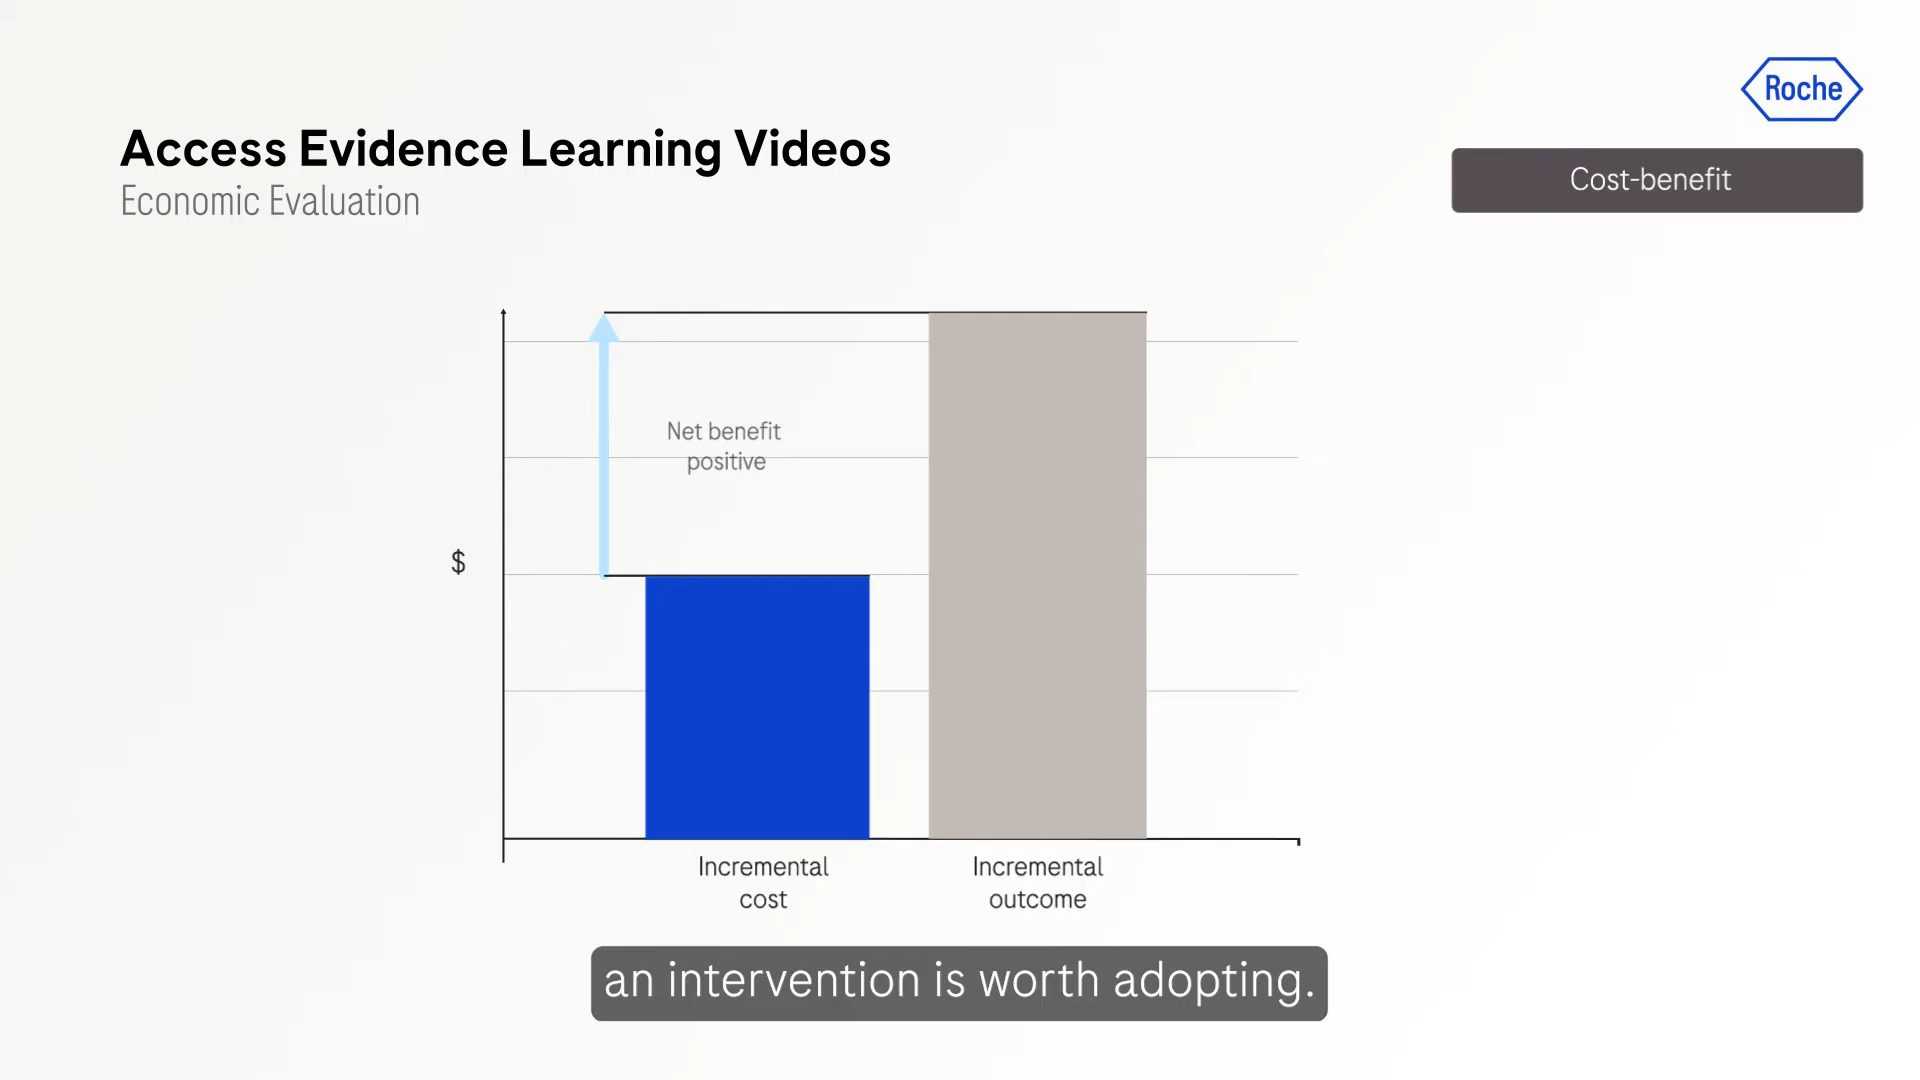 Roche
Access Evidence Learning Videos
Economic Evaluation
Cost-benefit
Net benefit
positive
$
Incremental
cost
Incremental
outcome
an intervention is worth adopting.